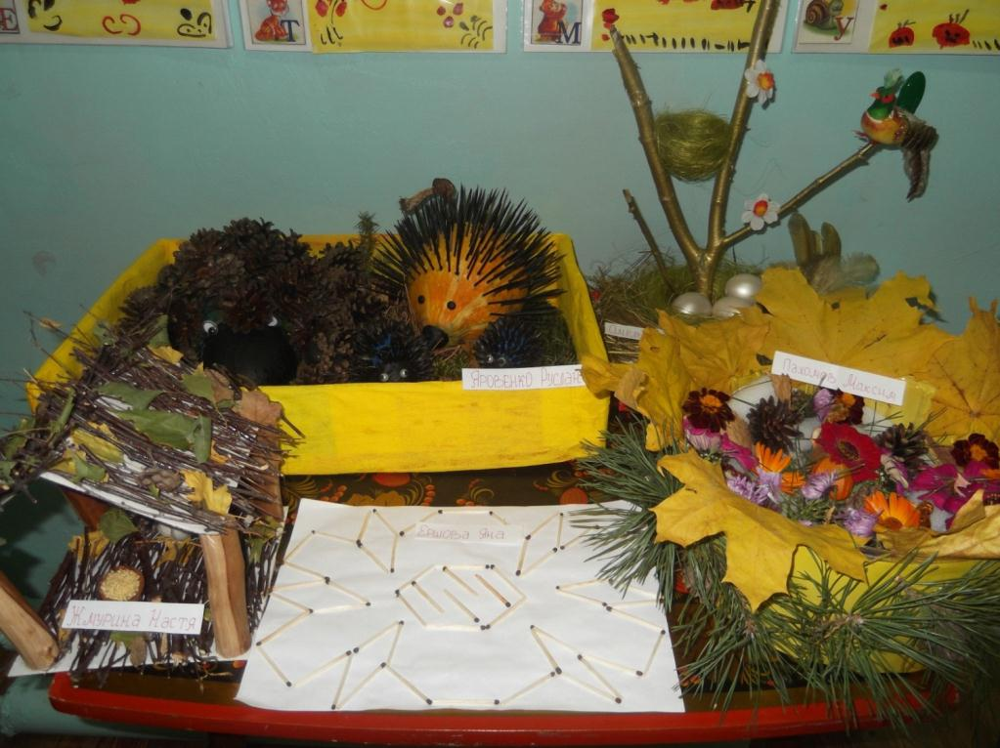 Е
Т
М
У
Яровенко Руслан
Пахомов Максим
Ершова Яна
Жмурина Настя